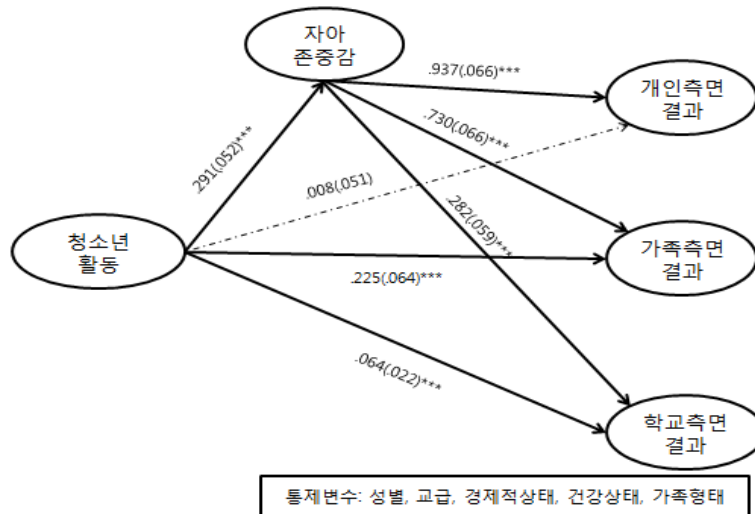 자아
존중감
.937(.066)***
개인측면
결과
.730(.066)***
.291(.052)***
.008(.051)
.282(.059)***
청소년
활동
가족측면
결과
.225(.064)***
.064(.022)***
학교측면
결과
통제변수: 성별, 교급, 경제적상태, 건강상태, 가족형태